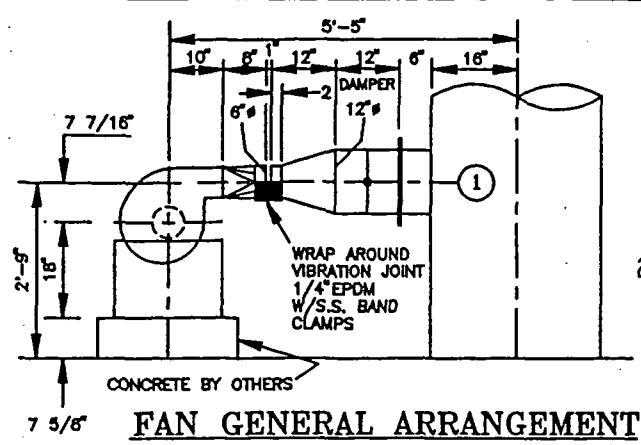 5'-5"
1"
10"
8"
12"
12"
6"
16"
2
DAMPER
6"ø
12"ø
7 7/16"
1
2'-9"
18"
WRAP AROUND
VIBRATION JOINT
1/4" EPDM
W/S.S. BAND
CLAMPS
CONCRETE BY OTHERS
7 5/8"
FAN GENERAL ARRANGEMENT